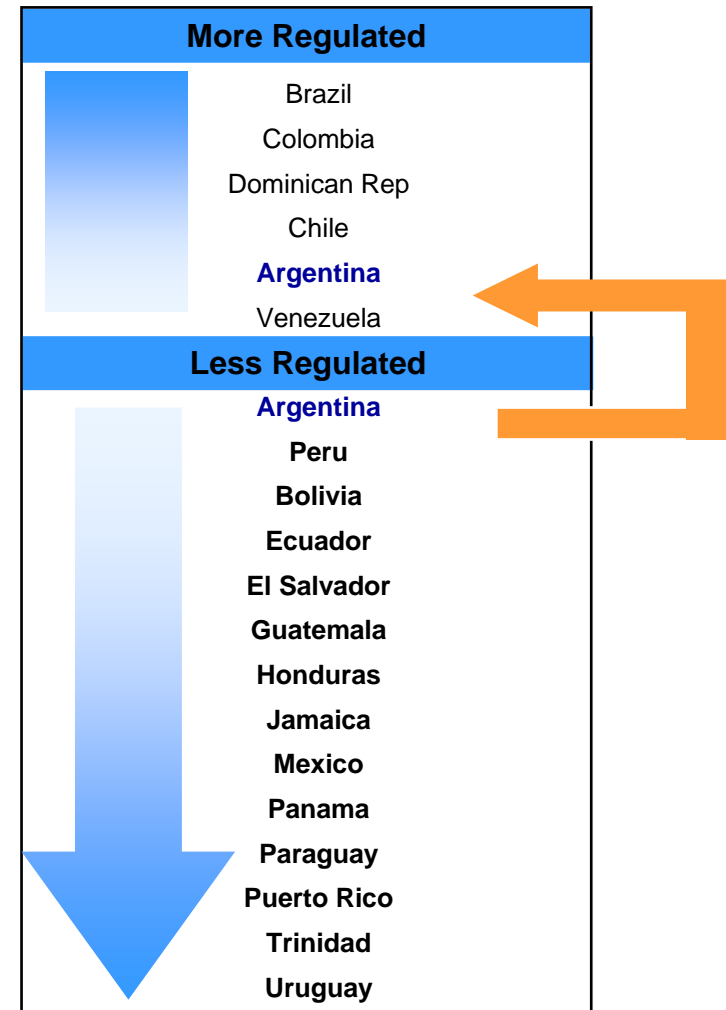 More Regulated
Brazil
Colombia
Dominican Rep
Chile
Argentina
Venezuela
Less Regulated
Argentina
Peru
Bolivia
Ecuador
El Salvador
Guatemala
Honduras
Jamaica
Mexico
Panama
Paraguay
Puerto Rico
Trinidad
Uruguay